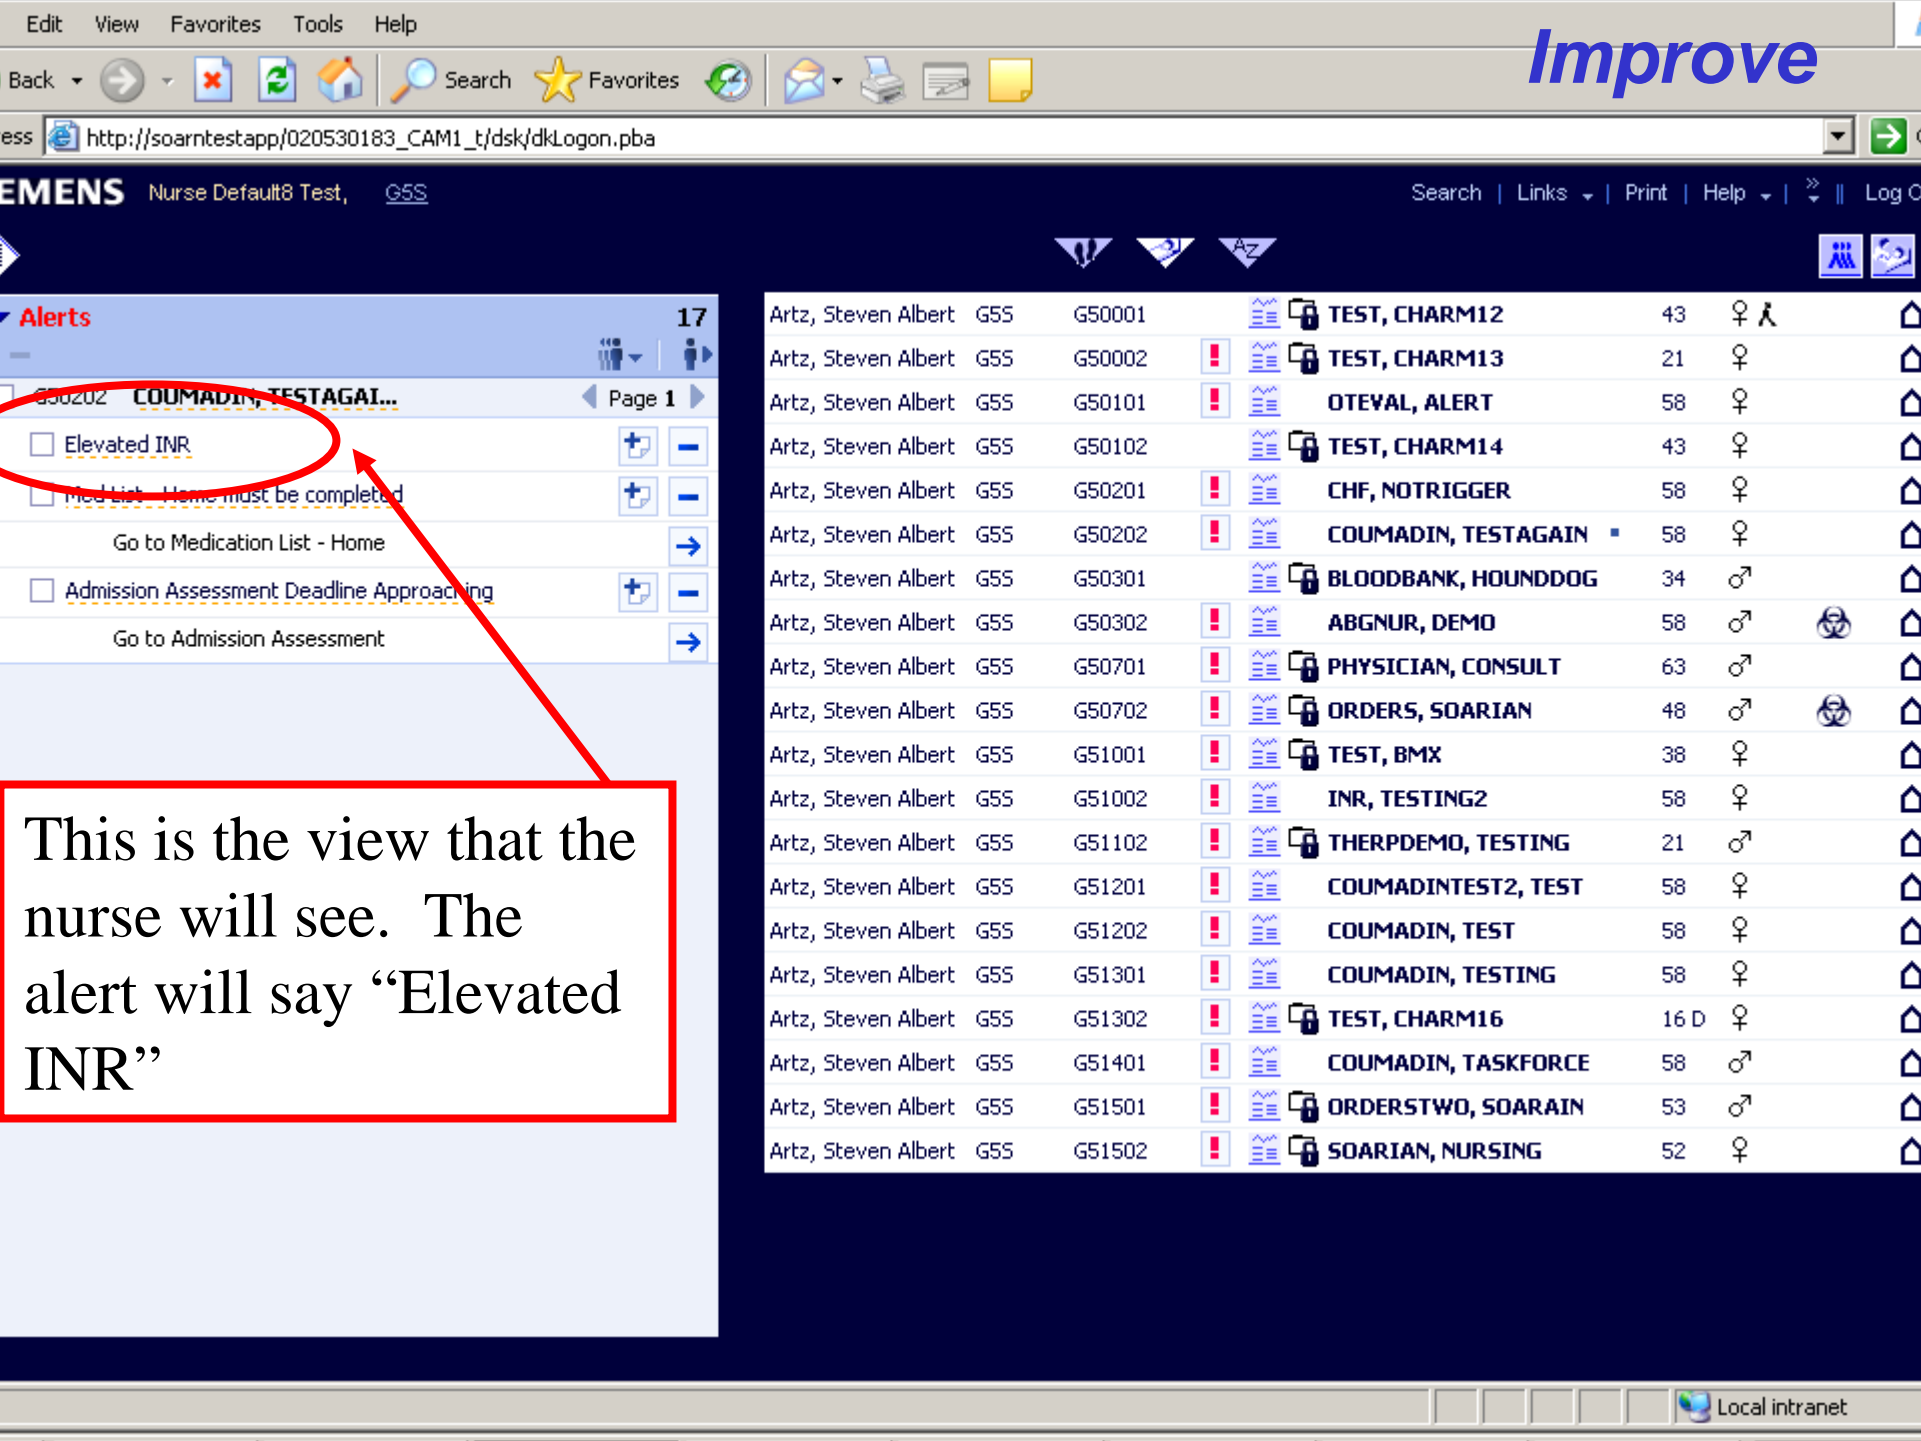 Edit View Favorites Tools Help
Improve
Back Search Favorites
ess http://soarntestapp/020530183_CAM1_t/dsk/dkLogon.pba
EMENS Nurse Default8 Test, G5S Search | Links | Print | Help | » || Log O
AZ
Alerts 17
G50202 COUMADIN, TESTAGAI... Page 1
Elevated INR
Med List - Home must be completed
Go to Medication List - Home
Admission Assessment Deadline Approaching
Go to Admission Assessment
This is the view that the
nurse will see. The
alert will say “Elevated
INR”
Artz, Steven Albert G5S G50001 TEST, CHARM12 43 ♀
Artz, Steven Albert G5S G50002 ! TEST, CHARM13 21 ♀
Artz, Steven Albert G5S G50101 ! OTEVAL, ALERT 58 ♀
Artz, Steven Albert G5S G50102 TEST, CHARM14 43 ♀
Artz, Steven Albert G5S G50201 ! CHF, NOTRIGGER 58 ♀
Artz, Steven Albert G5S G50202 ! COUMADIN, TESTAGAIN 58 ♀
Artz, Steven Albert G5S G50301 BLOODBANK, HOUNDDOG 34 ♂
Artz, Steven Albert G5S G50302 ! ABGNUR, DEMO 58 ♂
Artz, Steven Albert G5S G50701 ! PHYSICIAN, CONSULT 63 ♂
Artz, Steven Albert G5S G50702 ! ORDERS, SOARIAN 48 ♂
Artz, Steven Albert G5S G51001 ! TEST, BMX 38 ♀
Artz, Steven Albert G5S G51002 ! INR, TESTING2 58 ♀
Artz, Steven Albert G5S G51102 ! THERPDEMO, TESTING 21 ♂
Artz, Steven Albert G5S G51201 ! COUMADINTEST2, TEST 58 ♀
Artz, Steven Albert G5S G51202 ! COUMADIN, TEST 58 ♀
Artz, Steven Albert G5S G51301 ! COUMADIN, TESTING 58 ♀
Artz, Steven Albert G5S G51302 ! TEST, CHARM16 16 D ♀
Artz, Steven Albert G5S G51401 ! COUMADIN, TASKFORCE 58 ♂
Artz, Steven Albert G5S G51501 ! ORDERSTWO, SOARAIN 53 ♂
Artz, Steven Albert G5S G51502 ! SOARIAN, NURSING 52 ♀
Local intranet